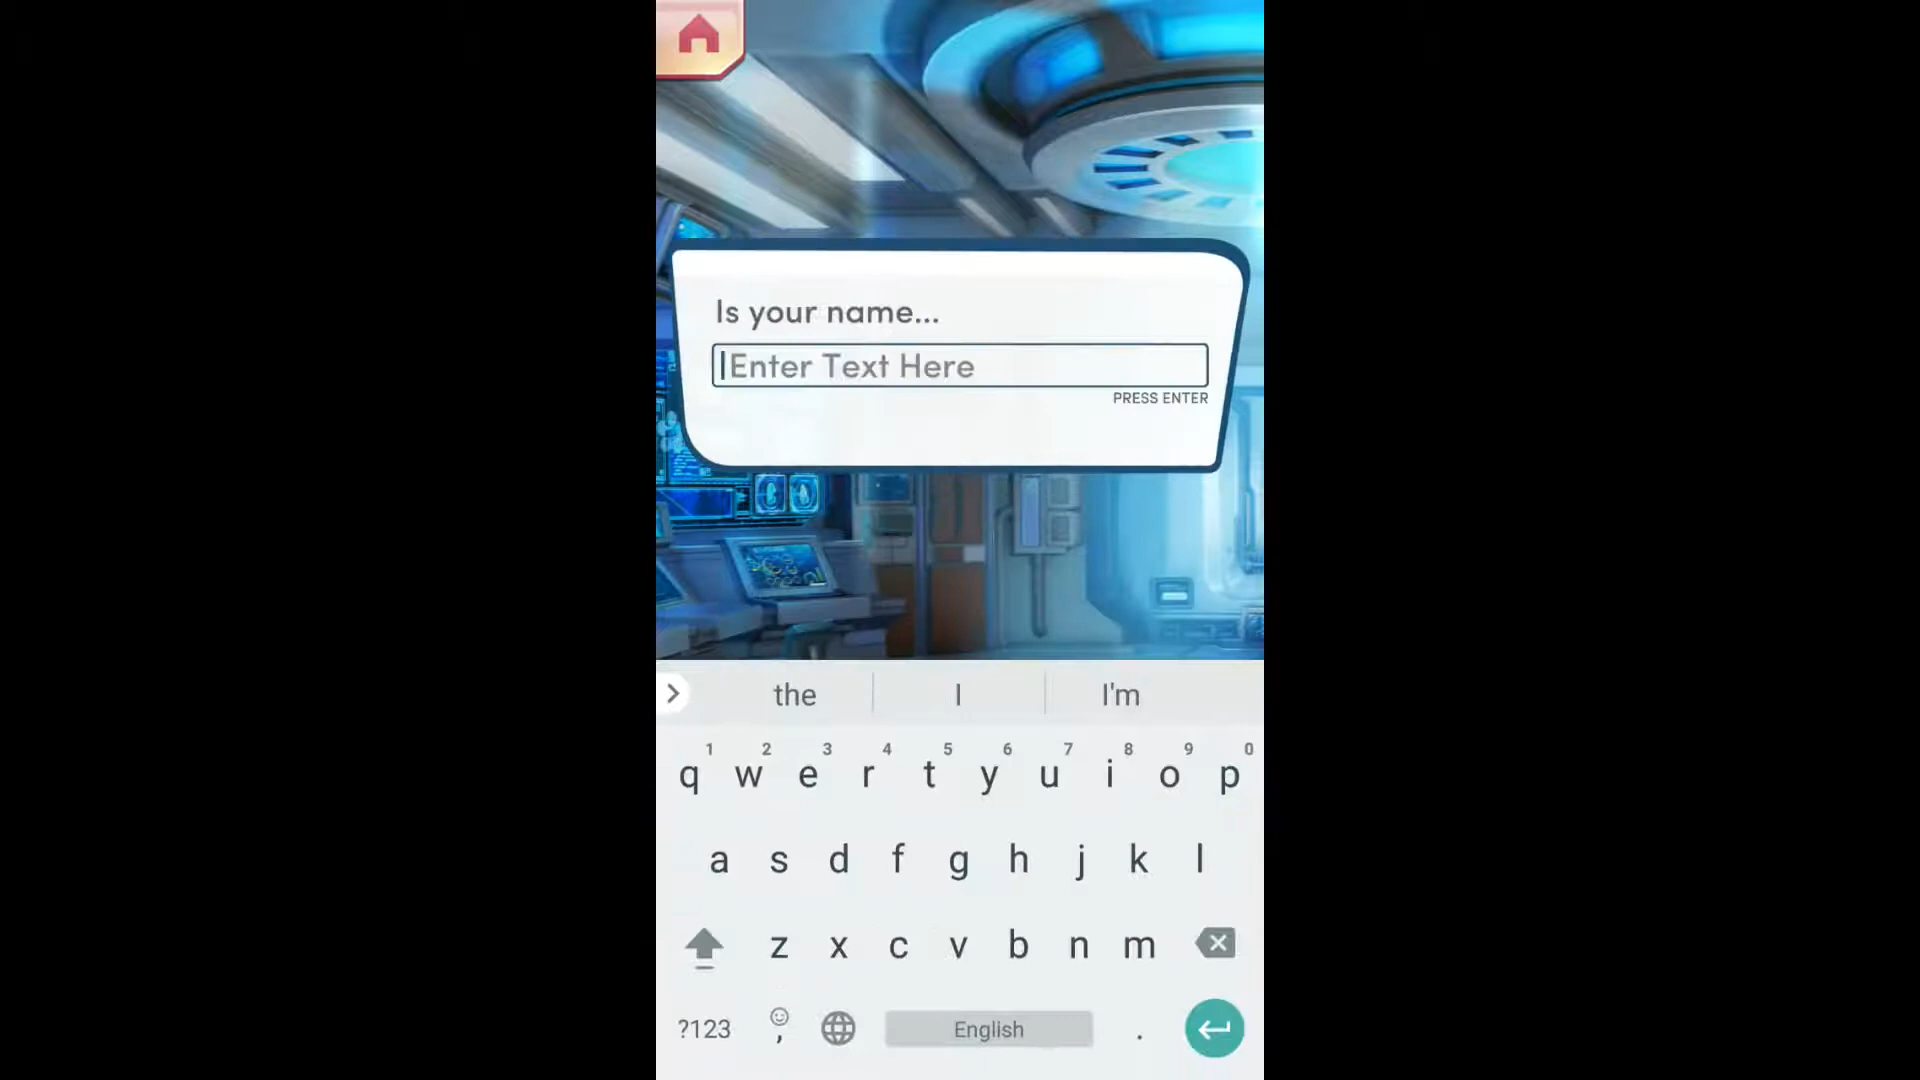 Is your name...
Enter Text Here
PRESS ENTER
the I I'm
1 2 3 4 5 6 7 8 9 0
q w e r t y u i o p
a s d f g h j k l
z x c v b n m
?123 , English .